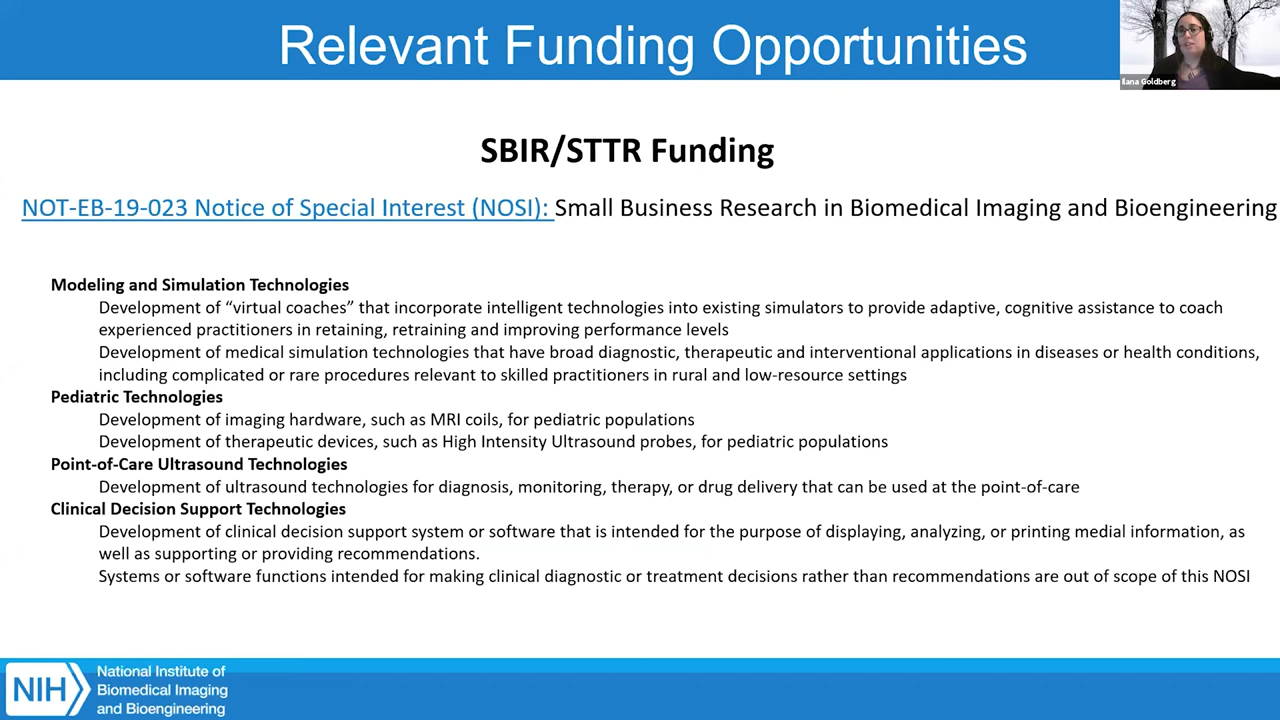 Relevant Funding Opportunities
Ilana Goldberg
SBIR/STTR Funding
NOT-EB-19-023 Notice of Special Interest (NOSI): Small Business Research in Biomedical Imaging and Bioengineering
Modeling and Simulation Technologies
Development of “virtual coaches” that incorporate intelligent technologies into existing simulators to provide adaptive, cognitive assistance to coach
experienced practitioners in retaining, retraining and improving performance levels
Development of medical simulation technologies that have broad diagnostic, therapeutic and interventional applications in diseases or health conditions,
including complicated or rare procedures relevant to skilled practitioners in rural and low-resource settings
Pediatric Technologies
Development of imaging hardware, such as MRI coils, for pediatric populations
Development of therapeutic devices, such as High Intensity Ultrasound probes, for pediatric populations
Point-of-Care Ultrasound Technologies
Development of ultrasound technologies for diagnosis, monitoring, therapy, or drug delivery that can be used at the point-of-care
Clinical Decision Support Technologies
Development of clinical decision support system or software that is intended for the purpose of displaying, analyzing, or printing medial information, as
well as supporting or providing recommendations.
Systems or software functions intended for making clinical diagnostic or treatment decisions rather than recommendations are out of scope of this NOSI
NIH
National Institute of
Biomedical Imaging
and Bioengineering